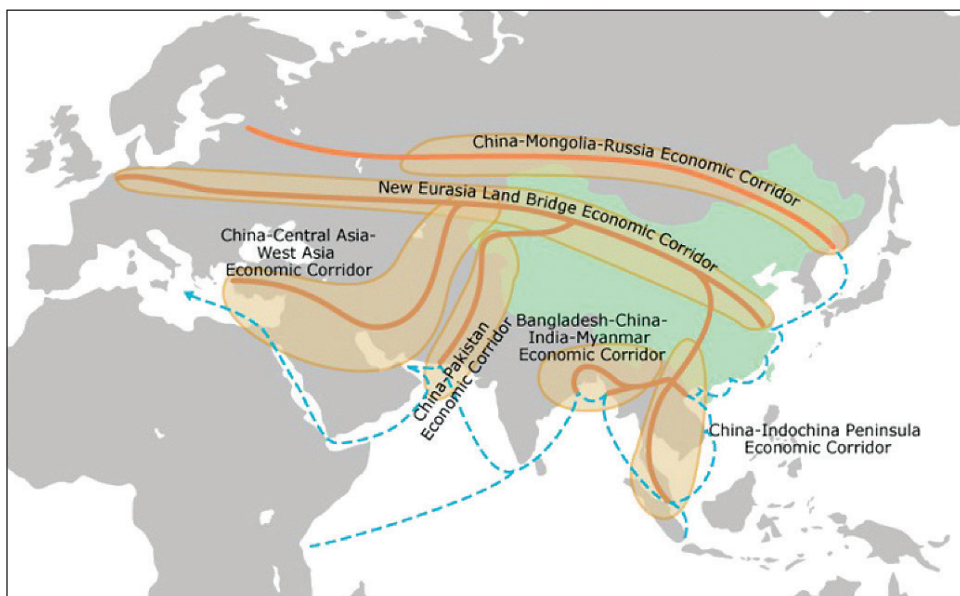 China-Mongolia-Russia Economic Corridor
New Eurasia Land Bridge Economic Corridor
China-Central Asia-
West Asia
Economic Corridor
China-Pakistan
Economic Corridor
Bangladesh-China-
India-Myanmar
Economic Corridor
China-Indochina Peninsula
Economic Corridor